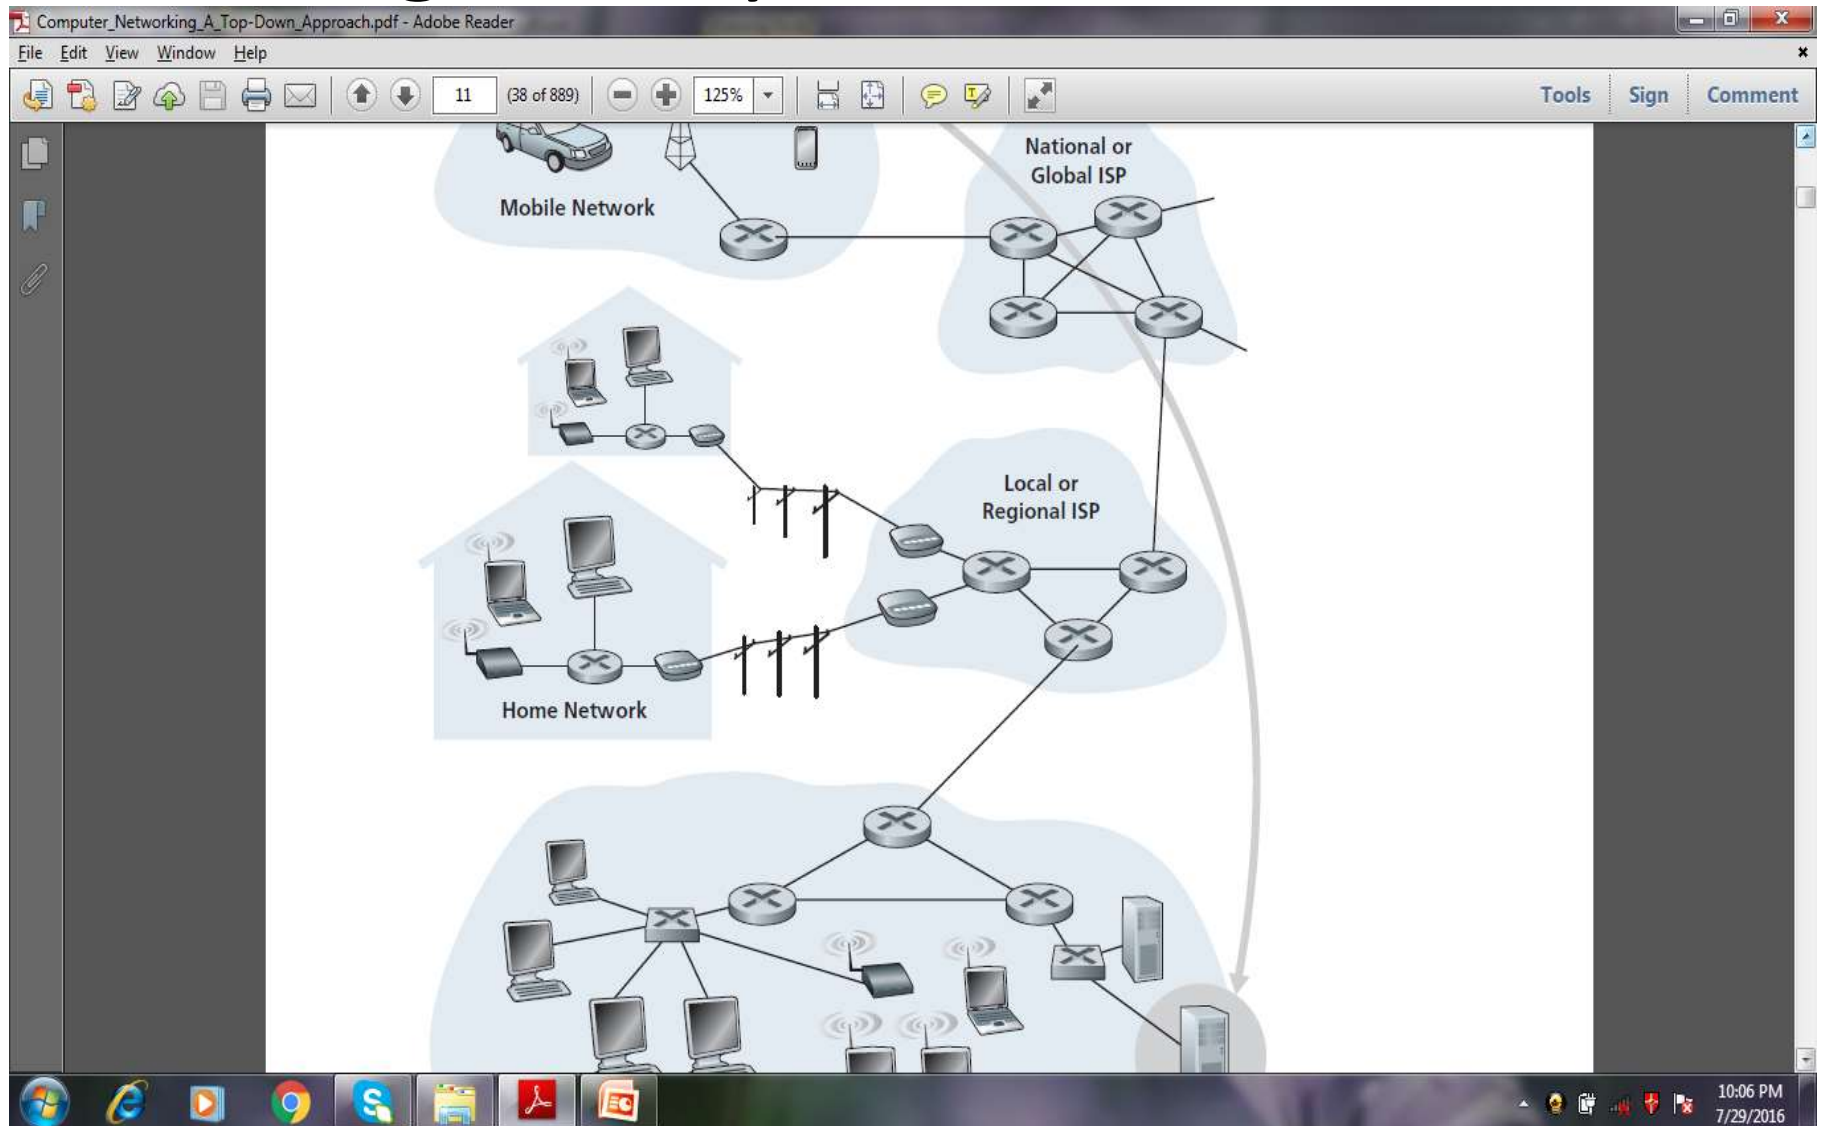 Computer_Networking_A_Top-Down_Approach.pdf - Adobe Reader
File Edit View Window Help
11 (38 of 889) 125% Tools Sign Comment
National or
Global ISP
Mobile Network
Local or
Regional ISP
Home Network
10:06 PM
7/29/2016